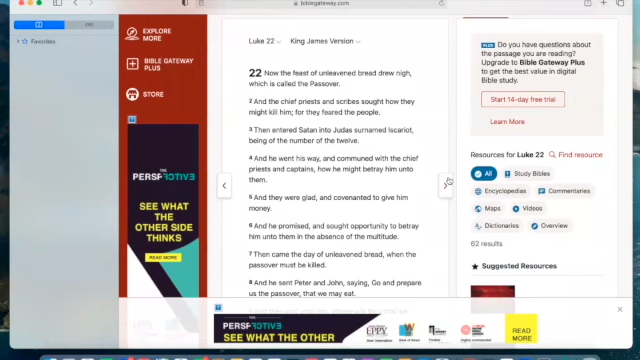 biblegateway.com
Favorites
EXPLORE
MORE
BIBLE GATEWAY
PLUS
STORE
THE
PERSPECTIVE
SEE WHAT
THE
OTHER SIDE
THINKS
READ MORE
Luke 22
King James Version
22 Now the feast of unleavened bread drew nigh,
which is called the Passover.
2 And the chief priests and scribes sought how they
might kill him; for they feared the people.
3 Then entered Satan into Judas surnamed Iscariot,
being of the number of the twelve.
4 And he went his way, and communed with the chief
priests and captains, how he might betray him unto
them.
5 And they were glad, and covenanted to give him
money.
6 And he promised, and sought opportunity to betray
him unto them in the absence of the multitude.
7 Then came the day of unleavened bread, when the
passover must be killed.
8 And he sent Peter and John, saying, Go and prepare
us the passover, that we may eat.
PLUS Do you have questions about
the passage you are reading?
Upgrade to Bible Gateway Plus
to get the best value in digital
Bible study.
Start 14-day free trial
Learn More
Resources for Luke 22
Find resource
All
Study Bibles
Encyclopedias
Commentaries
Maps
Videos
Dictionaries
Overview
62 results
★ Suggested Resources
THE
PERSPECTIVE
SEE WHAT THE OTHER
EPPY
Best of News
READ
MORE